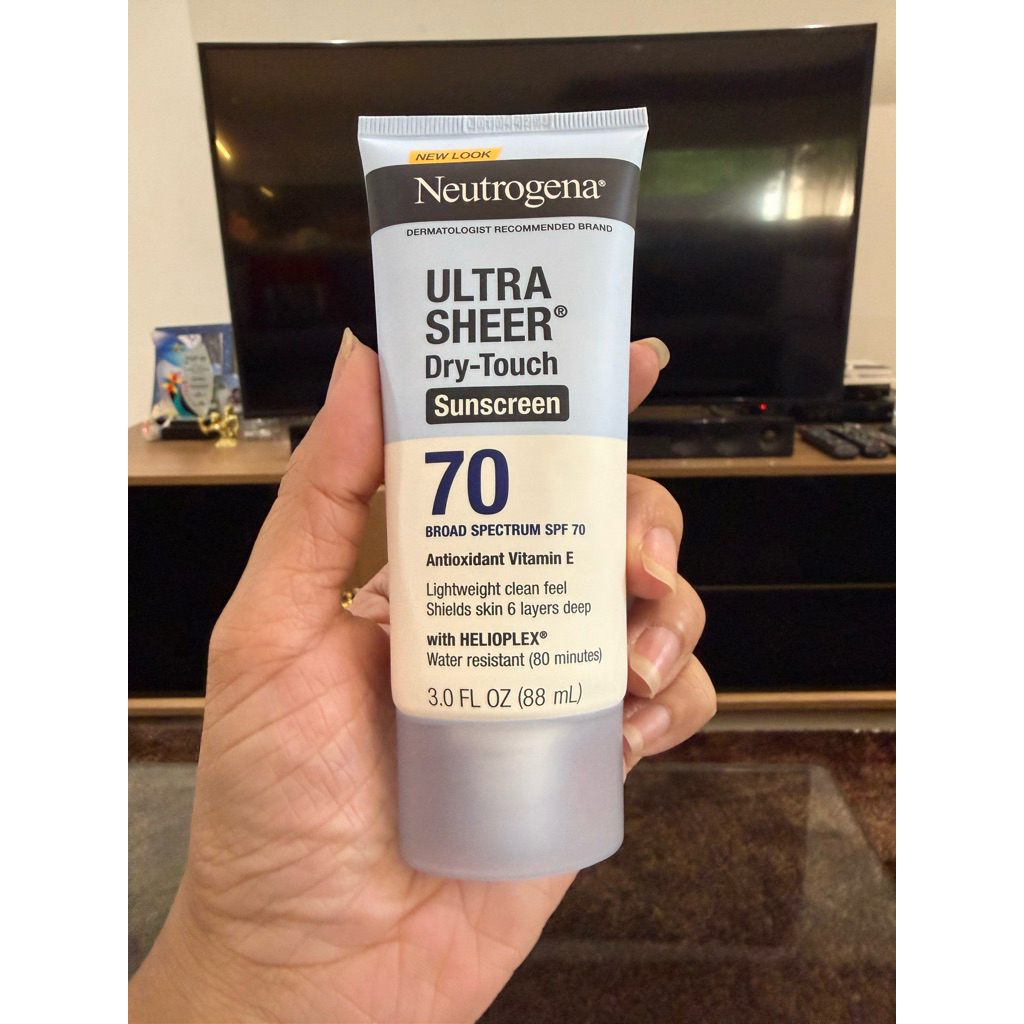 NEW LOOK
Neutrogena®
DERMATOLOGIST RECOMMENDED BRAND
ULTRA
SHEER®
Dry-Touch
Sunscreen
70
BROAD SPECTRUM SPF 70
Antioxidant Vitamin E
Lightweight clean feel
Shields skin 6 layers deep
with HELIOPLEX®
Water resistant (80 minutes)
3.0 FL OZ (88 mL)